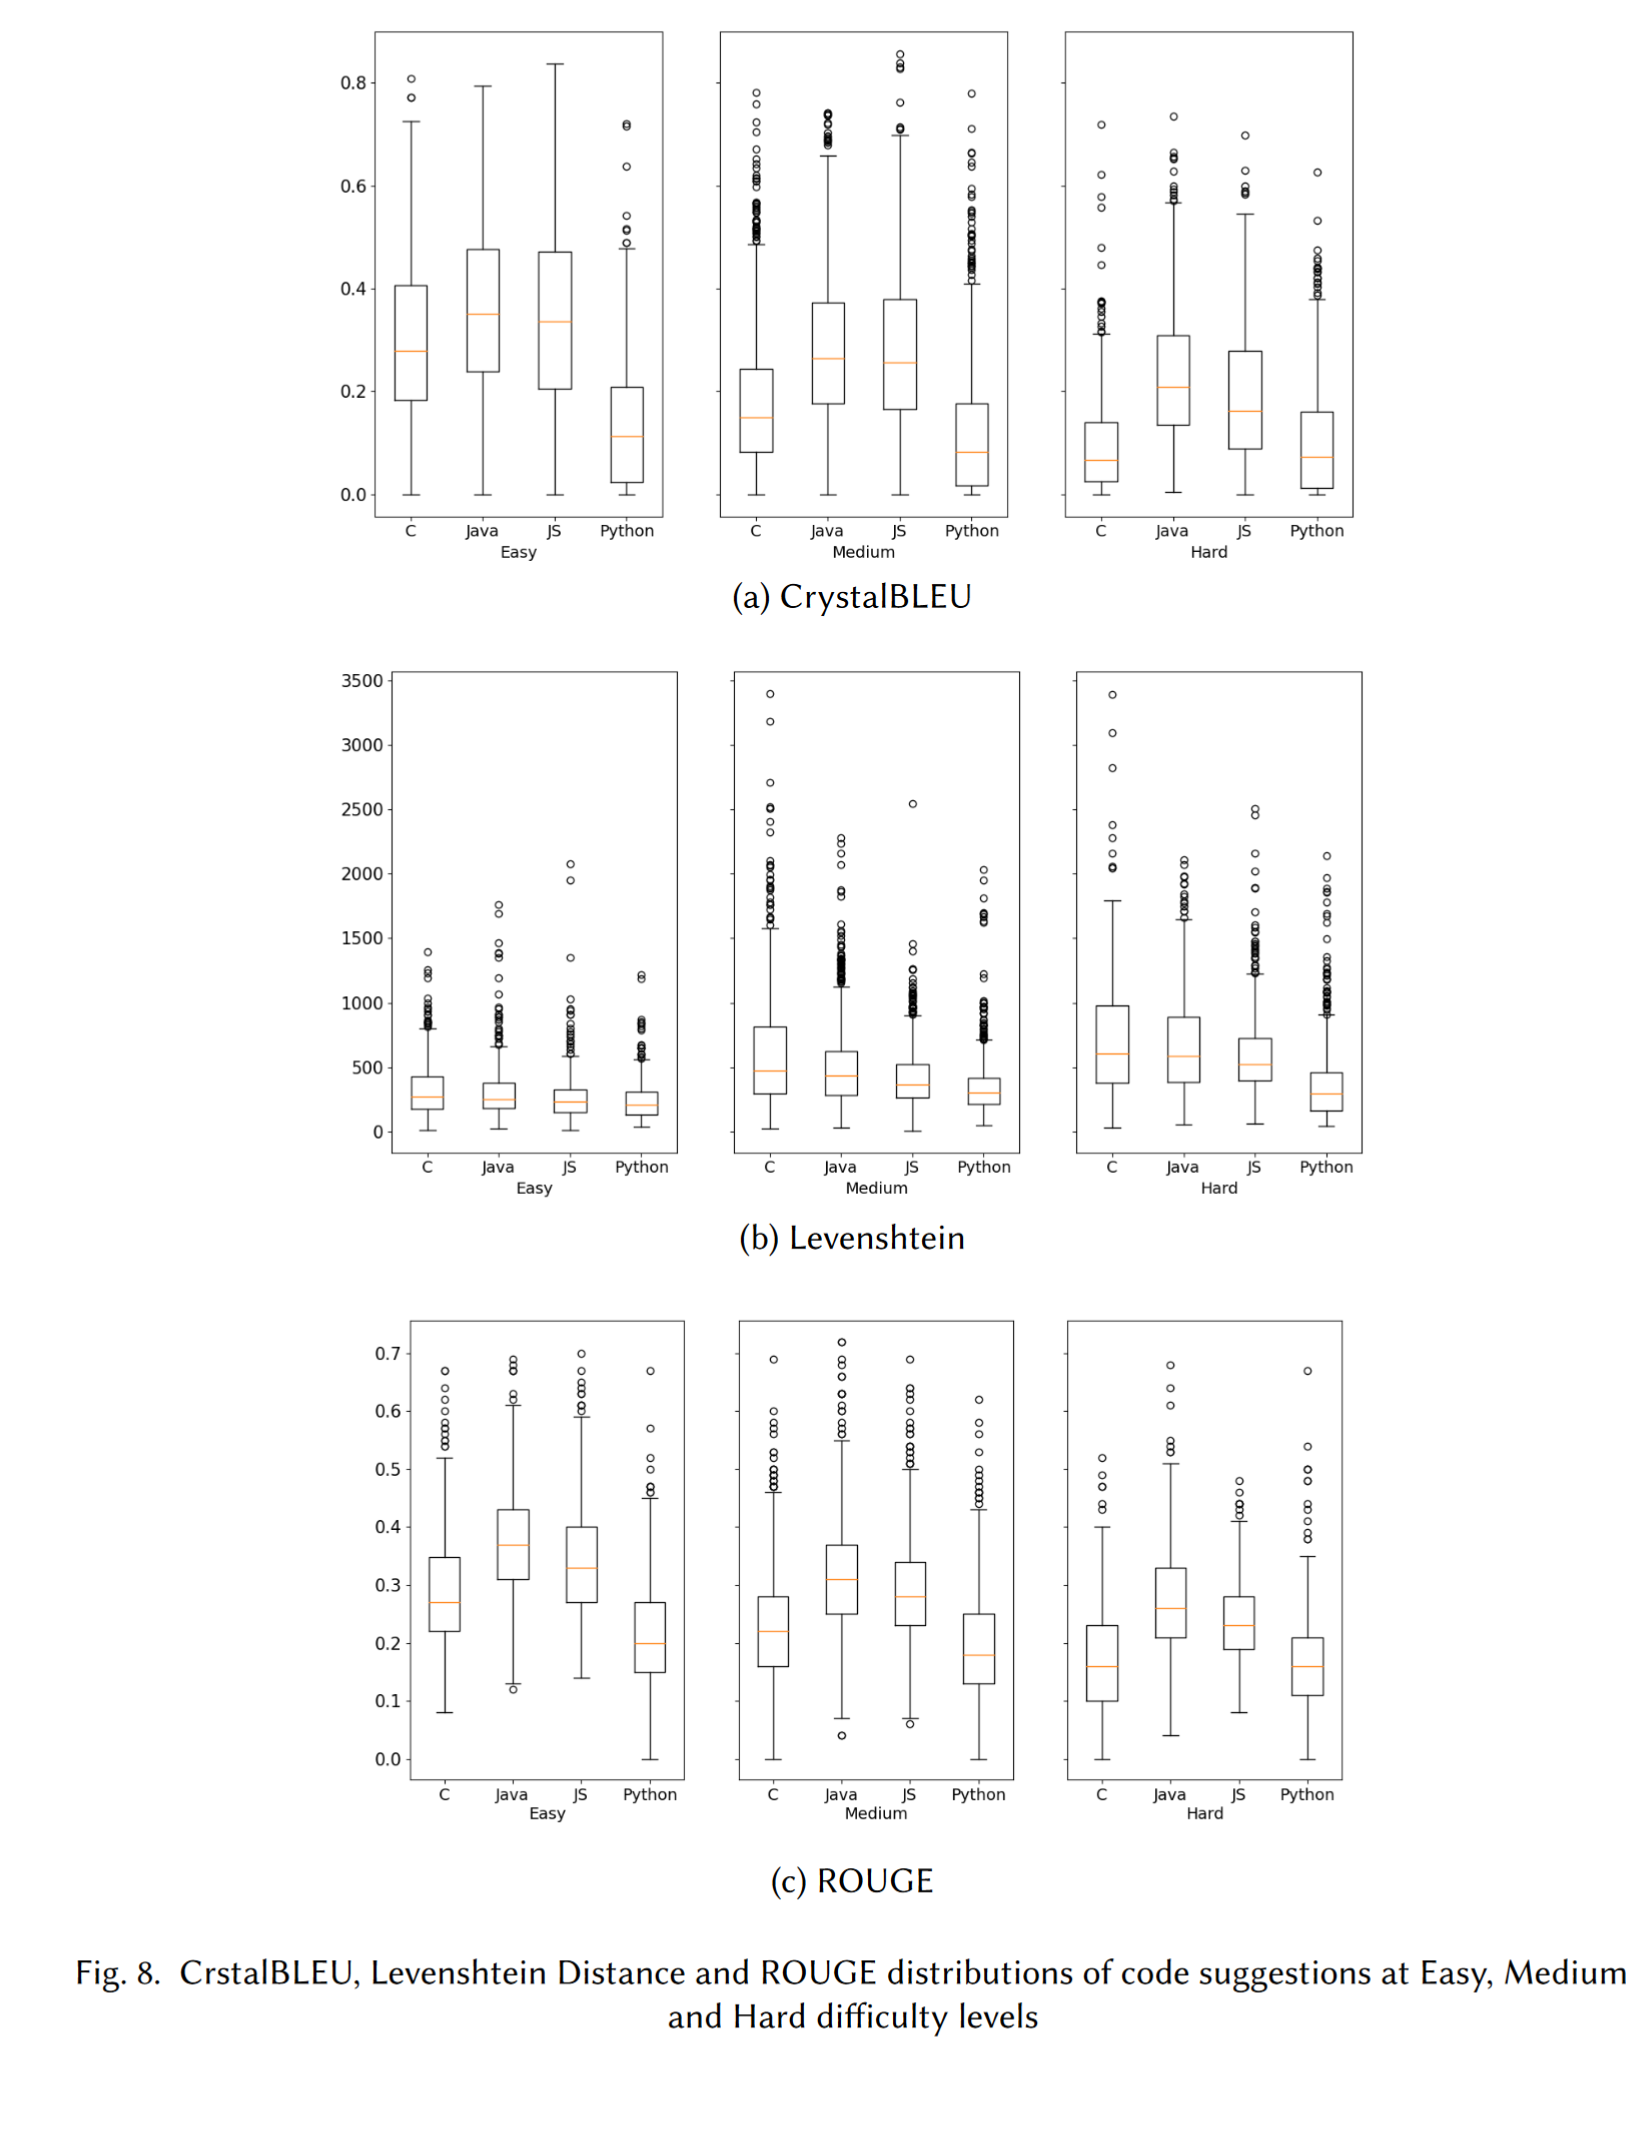 0.8
0.6
0.4
0.2
0.0
C Java JS Python C Java JS Python C Java JS Python
Easy Medium Hard
(a) CrystalBLEU
3500
3000
2500
2000
1500
1000
500
0
C Java JS Python C Java JS Python C Java JS Python
Easy Medium Hard
(b) Levenshtein
0.7
0.6
0.5
0.4
0.3
0.2
0.1
0.0
C Java JS Python C Java JS Python C Java JS Python
Easy Medium Hard
(c) ROUGE
Fig. 8. CrstalBLEU, Levenshtein Distance and ROUGE distributions of code suggestions at Easy, Medium
and Hard difficulty levels